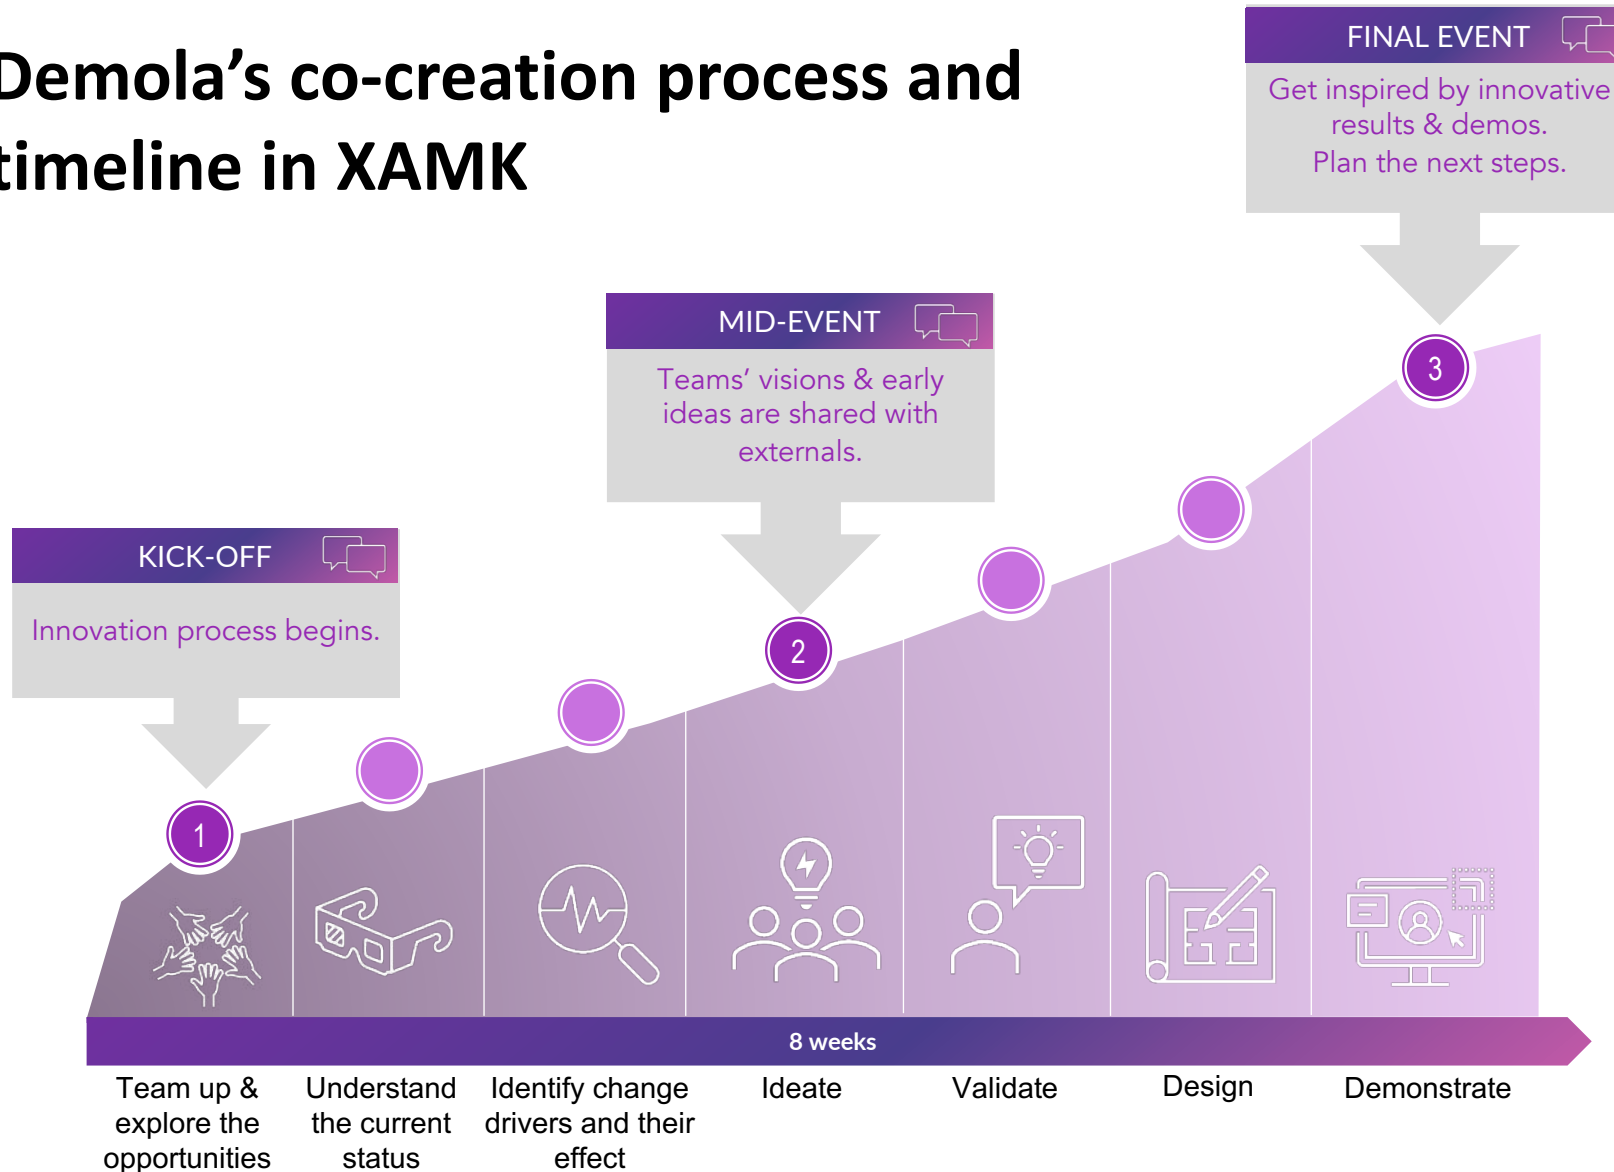 Demola’s co-creation process and
timeline in XAMK
FINAL EVENT
Get inspired by innovative
results & demos.
Plan the next steps.
MID-EVENT
Teams’ visions & early
ideas are shared with
externals.
KICK-OFF
Innovation process begins.
1
2
3
8 weeks
Team up &
explore the
opportunities
Understand
the current
status
Identify change
drivers and their
effect
Ideate
Validate
Design
Demonstrate